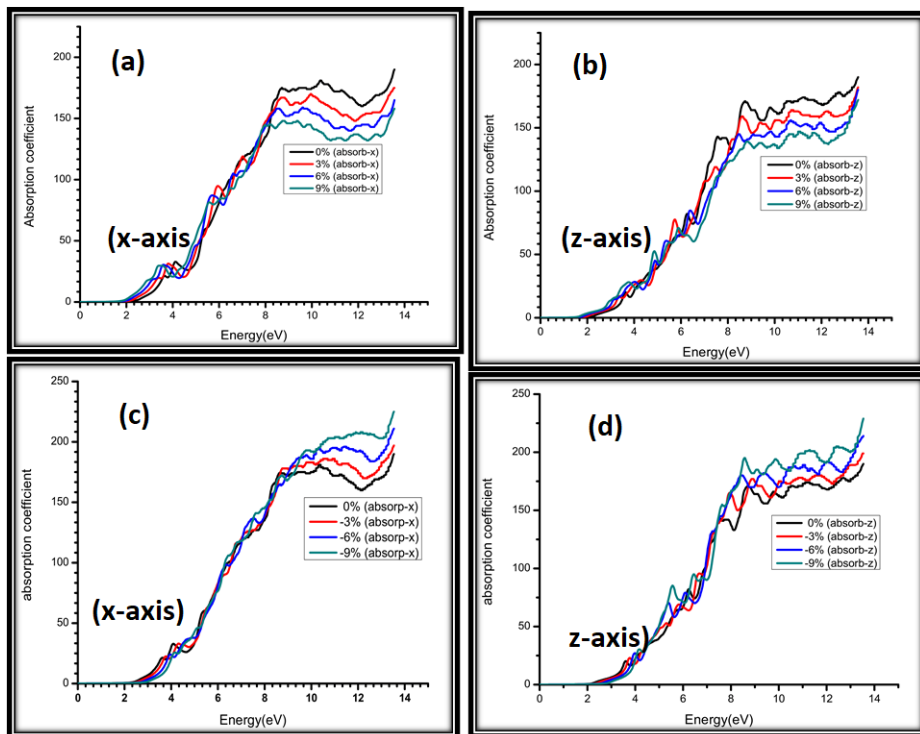 (a)
200
150
100
50
0
Absorption coefficient
0% (absorb-x)
3% (absorb-x)
6% (absorb-x)
9% (absorb-x)
(x-axis
0 2 4 6 8 10 12 14
Energy(eV)
(b)
200
150
100
50
0
Absorption coefficient
0% (absorb-z)
3% (absorb-z)
6% (absorb-z)
9% (absorb-z)
(z-axis)
0 2 4 6 8 10 12 14
Energy(eV)
(c)
250
200
150
100
50
0
absorption coefficient
0% (absorp-x)
-3% (absorp-x)
-6% (absorp-x)
-9% (absorp-x)
(x-axis)
0 2 4 6 8 10 12 14
Energy(eV)
(d)
250
200
150
100
50
0
absorption coefficient
0% (absorb-z)
-3% (absorb-z)
-6% (absorb-z)
-9% (absorb-z)
z-axis)
0 2 4 6 8 10 12 14
Energy(eV)